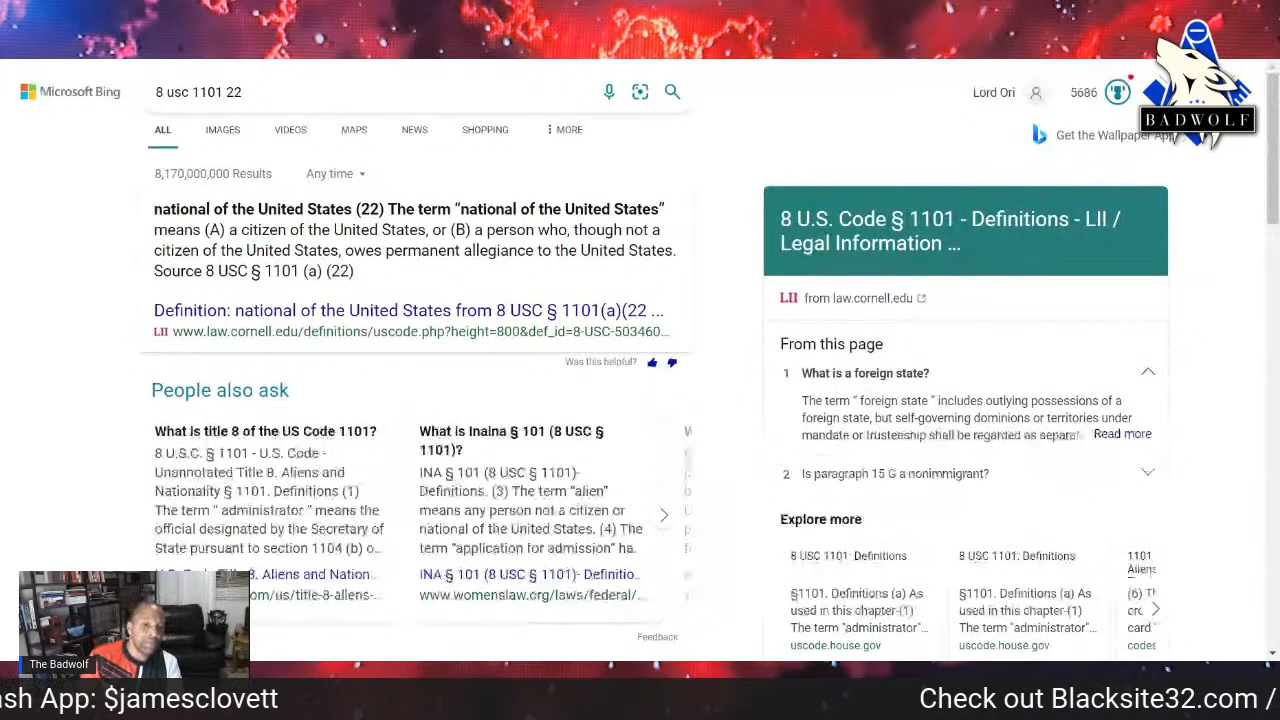 Microsoft Bing
8 usc 1101 22
Lord Ori
5686
BADWOLF
ALL
IMAGES
VIDEOS
MAPS
NEWS
SHOPPING
MORE
Get the Wallpaper App
8,170,000,000 Results
Any time
national of the United States (22) The term “national of the United States”
means (A) a citizen of the United States, or (B) a person who, though not a
citizen of the United States, owes permanent allegiance to the United States.
Source 8 USC § 1101 (a) (22)
Definition: national of the United States from 8 USC § 1101(a)(22 ...
LII www.law.cornell.edu/definitions/uscode.php?height=800&def_id=8-USC-503460...
Was this helpful?
People also ask
What is title 8 of the US Code 1101?
8 U.S.C. § 1101 - U.S. Code -
Unannotated Title 8. Aliens and
Nationality § 1101. Definitions (1)
The term “ administrator ” means the
official designated by the Secretary of
State pursuant to section 1104 (b) o...
8. Aliens and Nation...
om/us/title-8-aliens-
What is Inaina § 101 (8 USC §
1101)?
INA § 101 (8 USC § 1101)-
Definitions. (3) The term “alien”
means any person not a citizen or
national of the United States. (4) The
term “application for admission” ha...
INA § 101 (8 USC § 1101)- Definitio...
www.womenslaw.org/laws/federal/...
Feedback
8 U.S. Code § 1101 - Definitions - LII /
Legal Information ...
LII from law.cornell.edu
From this page
1 What is a foreign state?
The term “ foreign state ” includes outlying possessions of a
foreign state, but self-governing dominions or territories under
mandate or trusteeship shall be regarded as separa
Read more
2 Is paragraph 15 G a nonimmigrant?
Explore more
8 USC 1101: Definitions
§1101. Definitions (a) As
used in this chapter-(1)
The term "administrator"...
uscode.house.gov
8 USC 1101: Definitions
§1101. Definitions (a) As
used in this chapter-(1)
The term "administrator"...
uscode.house.gov
1101
Aliens
card
codes
The Badwolf
ash App: $jamesclovett
Check out Blacksite32.com /